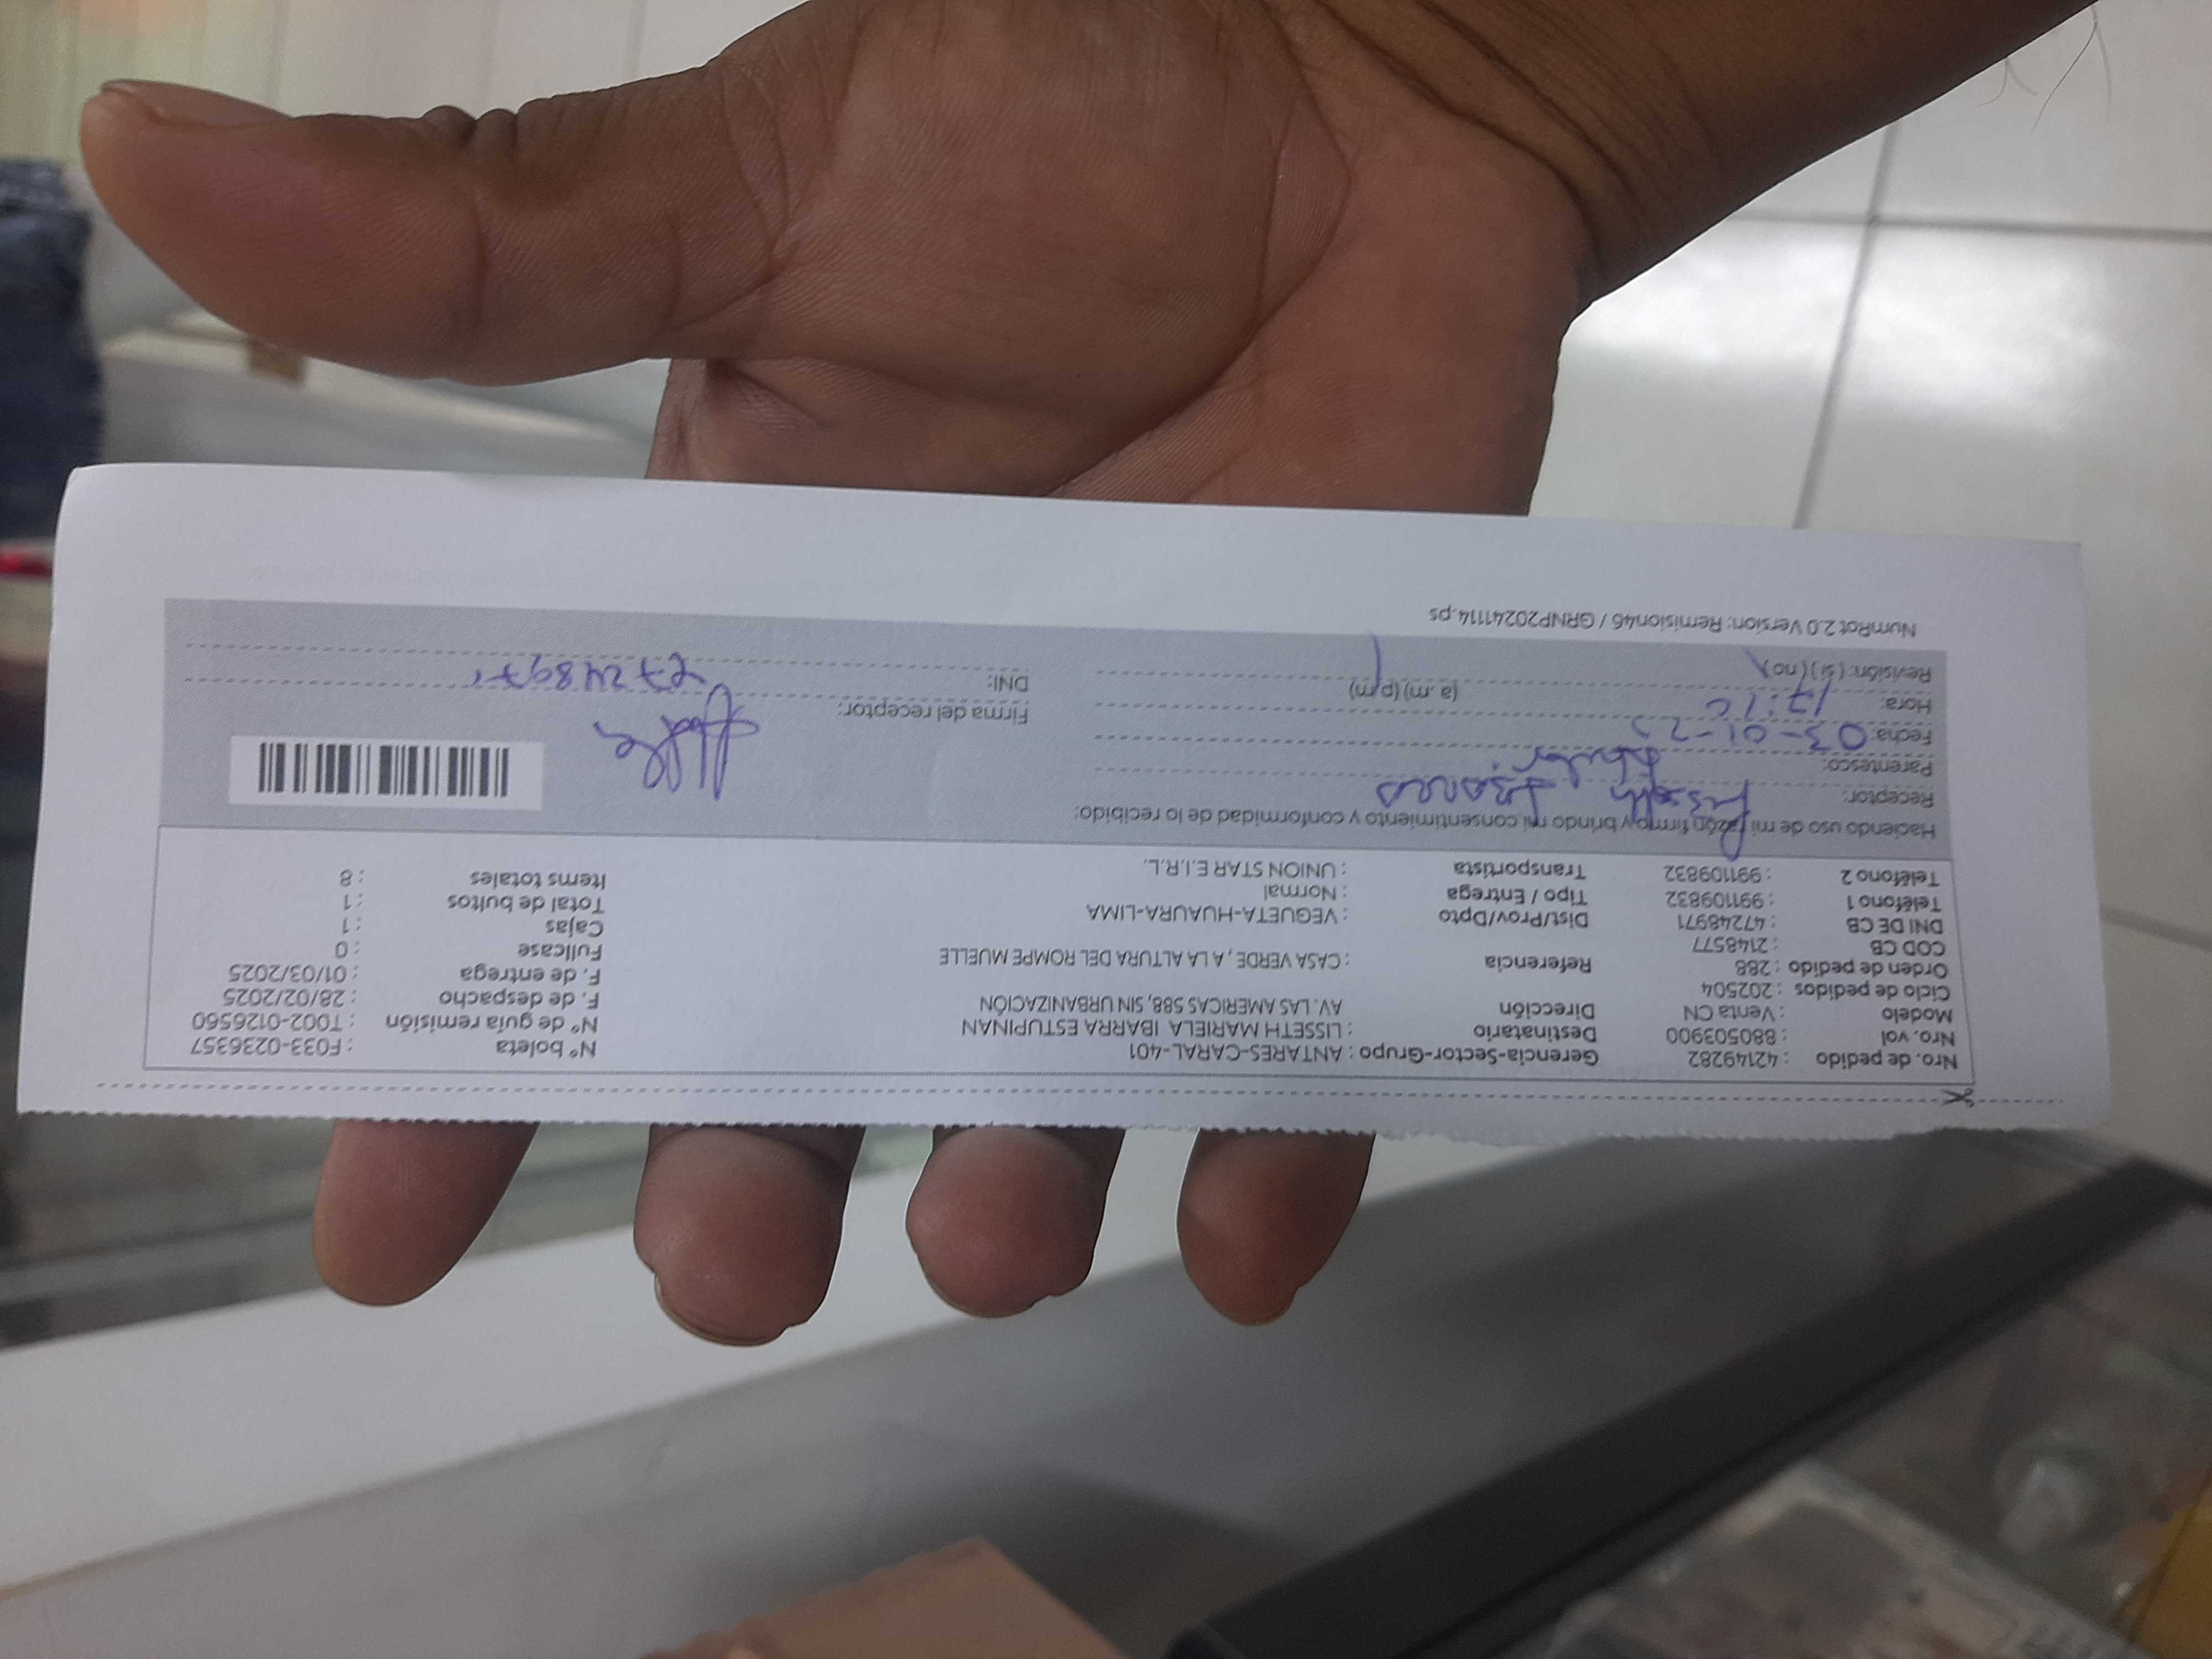 Nro. de pedido : 42149282 Gerencia-Sector-Grupo : ANTARES-CARAL-401 N° boleta : F033-0236357
Nro. vol : 880503900 Destinatario : LISSETH MARIELA IBARRA ESTUPINAN N° de guía remisión : T002-0126560
Modelo : Venta CN Dirección AV. LAS AMERICAS 588, SIN URBANIZACIÓN F. de despacho : 28/02/2025
Ciclo de pedidos : 202504 F. de entrega : 01/03/2025
Orden de pedido : 288 Referencia : CASA VERDE , A LA ALTURA DEL ROMPE MUELLE Fullcase : 0
COD CB : 2148577 Cajas : 1
DNI DE CB : 47248971 Dist/Prov/Dpto : VEGUETA-HUAURA-LIMA Total de bultos : 1
Teléfono 1 : 991109832 Tipo / Entrega : Normal Items totales : 8
Teléfono 2 : 991109832 Transportista : UNION STAR E.I.R.L.
Haciendo uso de mi razón firmo y brindo mi consentimiento y conformidad de lo recibido:
Receptor:
Parentesco:
Fecha: 03-01-
Hora: 17: (a .m) (p m) Firma del receptor:
Revisión: ( si ) ( no ) DNI:
NumRot 2.0 Version: Remision46 / GRNP20241114.ps